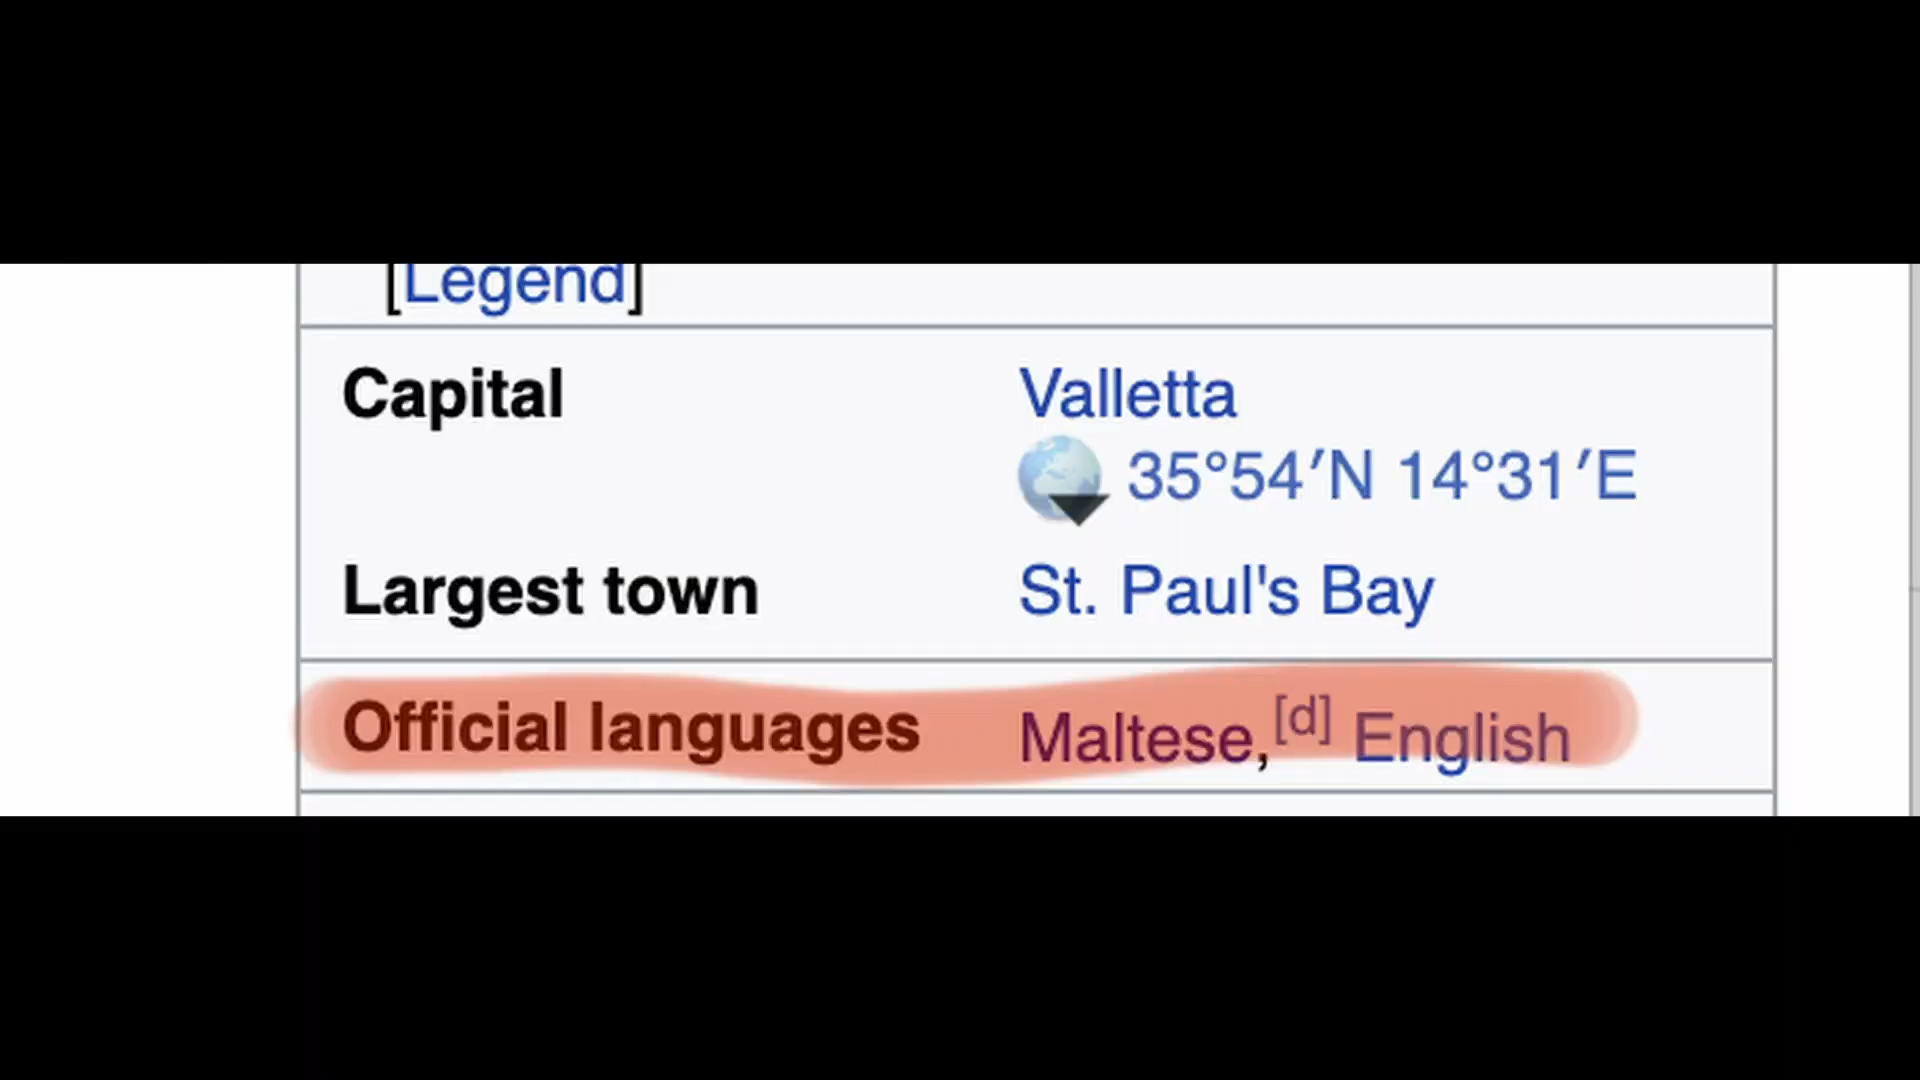 [Legend]
Capital Valletta
35°54′N 14°31′E
Largest town St. Paul's Bay
Official languages Maltese,[d] English